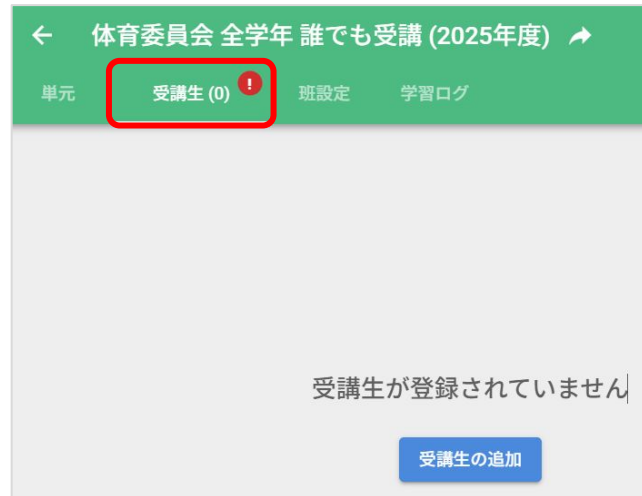 体育委員会 全学年 誰でも受講 (2025年度)
単元 受講生 (0) ! 班設定 学習ログ
受講生が登録されていません
受講生の追加